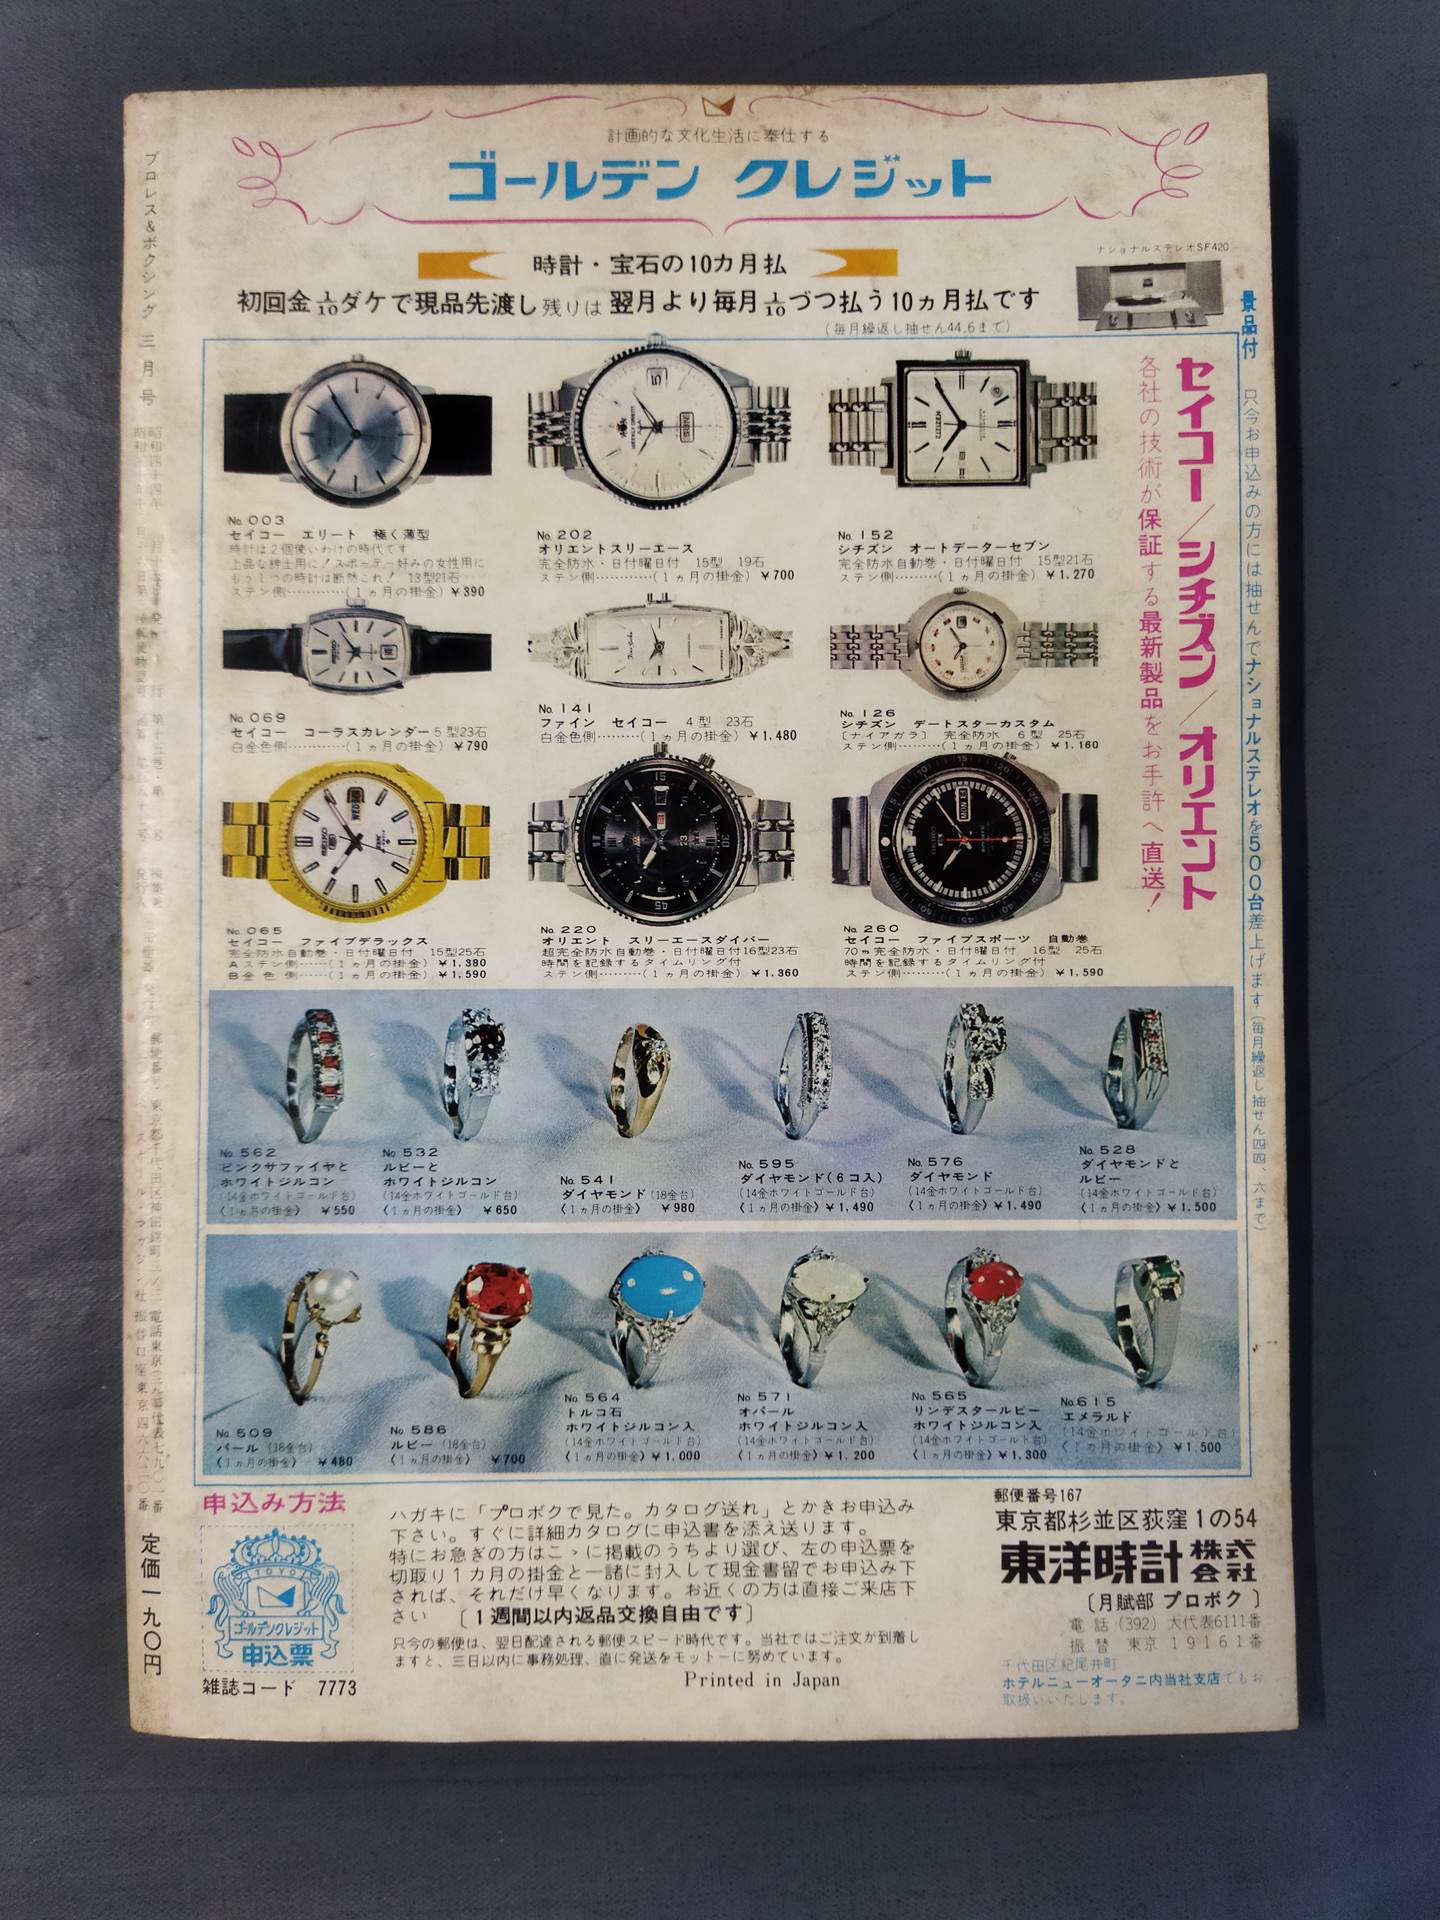 計画的な文化生活に奉仕する
ゴールデン クレジット
時計・宝石の10カ月払
初回金1/10ダケで現品先渡し残りは翌月より毎月1/10づつ払う10ヵ月払です
(毎月繰返し抽せん44.6まで)
ナショナルステレオSF420
景品付 只今お申込みの方には抽せんでナショナルステレオを500台差上げます(毎月繰返し抽せん四四、六まで)
セイコー/シチズン/オリエント
各社の技術が保証する最新製品をお手許へ直送!
No.003
セイコー エリート 極く薄型
時計は2個使いわけの時代です
上品な紳士用に!スポーテー好みの女性用に
もう1つの時計は断然これ! 13型21石
ステン側………(1ヵ月の掛金)¥390
No.202
オリエントスリーエース
完全防水・日付曜日付 15型 19石
ステン側………(1ヵ月の掛金)¥700
No.152
シチズン オートデーターセブン
完全防水自動巻・日付曜日付 15型21石
ステン側………(1ヵ月の掛金)¥1,270
No.069
セイコー コーラスカレンダー5型23石
白金色側………(1ヵ月の掛金)¥790
No.141
ファイン セイコー 4型 23石
白金色側………(1ヵ月の掛金)¥1,480
No.126
シチズン デートスターカスタム
〔ナイアガラ〕 完全防水 6型 25石
ステン側………(1ヵ月の掛金)¥1,160
No.065
セイコー ファイブデラックス
完全防水自動巻・日付曜日付 15型25石
Aステン側……(1ヵ月の掛金)¥1,380
B金色側……(1ヵ月の掛金)¥1,590
No.220
オリエント スリーエースダイバー
超完全防水自動巻・日付曜日付16型23石
時間を記録するタイムリング付
ステン側………(1ヵ月の掛金)¥1,360
No.260
セイコー ファイブスポーツ 自動巻
70m完全防水・日付曜日付 16型 25石
時間を記録するタイムリング付
ステン側………(1ヵ月の掛金)¥1,590
No.562
ピンクサファイヤと
ホワイトジルコン
(14金ホワイトゴールド台)
〈1ヵ月の掛金〉 ¥550
No.532
ルビーと
ホワイトジルコン
(14金ホワイトゴールド台)
〈1ヵ月の掛金〉 ¥650
No.541
ダイヤモンド(18金台)
〈1ヵ月の掛金〉 ¥980
No.595
ダイヤモンド(6コ入)
(14金ホワイトゴールド台)
〈1ヵ月の掛金〉¥1,490
No.576
ダイヤモンド
(14金ホワイトゴールド台)
〈1ヵ月の掛金〉¥1,490
No.528
ダイヤモンドと
ルビー
(14金ホワイトゴールド台)
〈1ヵ月の掛金〉¥1,500
No.509
パール(18金台)
〈1ヵ月の掛金〉 ¥480
No.586
ルビー(18金台)
〈1ヵ月の掛金〉 ¥700
No.564
トルコ石
ホワイトジルコン入
(14金ホワイトゴールド台)
〈1ヵ月の掛金〉¥1,000
No.571
オパール
ホワイトジルコン入
(14金ホワイトゴールド台)
〈1ヵ月の掛金〉¥1,200
No.565
リンデスタールビー
ホワイトジルコン入
(14金ホワイトゴールド台)
〈1ヵ月の掛金〉¥1,300
No.615
エメラルド
(14金ホワイトゴールド台)
〈1ヵ月の掛金〉¥1,500
申込み方法
TOYO
ゴールデンクレジット
申込票
雑誌コード 7773
ハガキに「プロボクで見た。カタログ送れ」とかきお申込み
下さい。すぐに詳細カタログに申込書を添え送ります。
特にお急ぎの方はこゝに掲載のうちより選び、左の申込票を
切取り1カ月の掛金と一諸に封入して現金書留でお申込み下
されば、それだけ早くなります。お近くの方は直接ご来店下
さい 〔1週間以内返品交換自由です〕
只今の郵便は、翌日配達される郵便スピード時代です。当社ではご注文が到着し
ますと、三日以内に事務処理、直に発送をモットーに努めています。
Printed in Japan
郵便番号167
東京都杉並区荻窪1の54
東洋時計株式会社
〔月賦部 プロボク〕
電話(392)大代表6111番
振替 東京 19161番
千代田区紀尾井町
ホテルニューオータニ内当社支店でもお
取扱いいたします。
プロレス&ボクシング 三月号
定価一九〇円